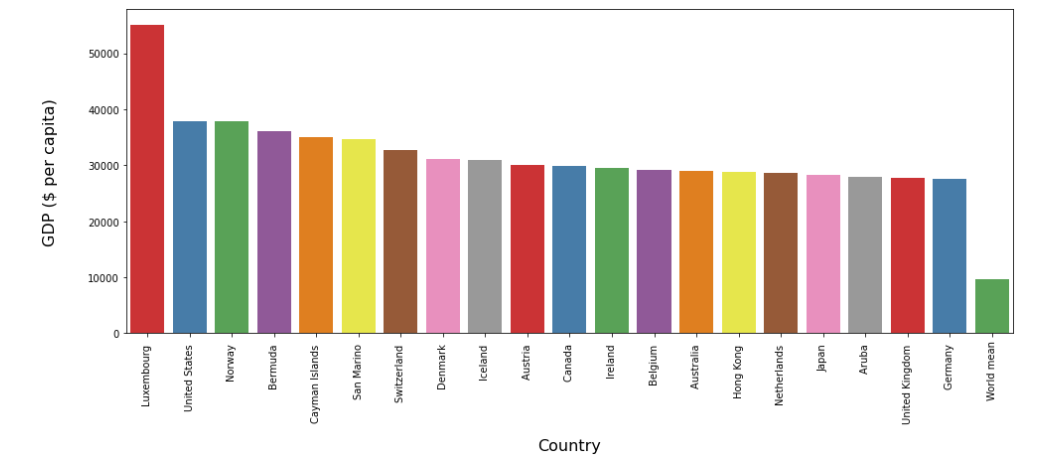 GDP ($ per capita)
50000
40000
30000
20000
10000
0
Luxembourg
United States
Norway
Bermuda
Cayman Islands
San Marino
Switzerland
Denmark
Iceland
Austria
Canada
Ireland
Belgium
Australia
Hong Kong
Netherlands
Japan
Aruba
United Kingdom
Germany
World mean
Country